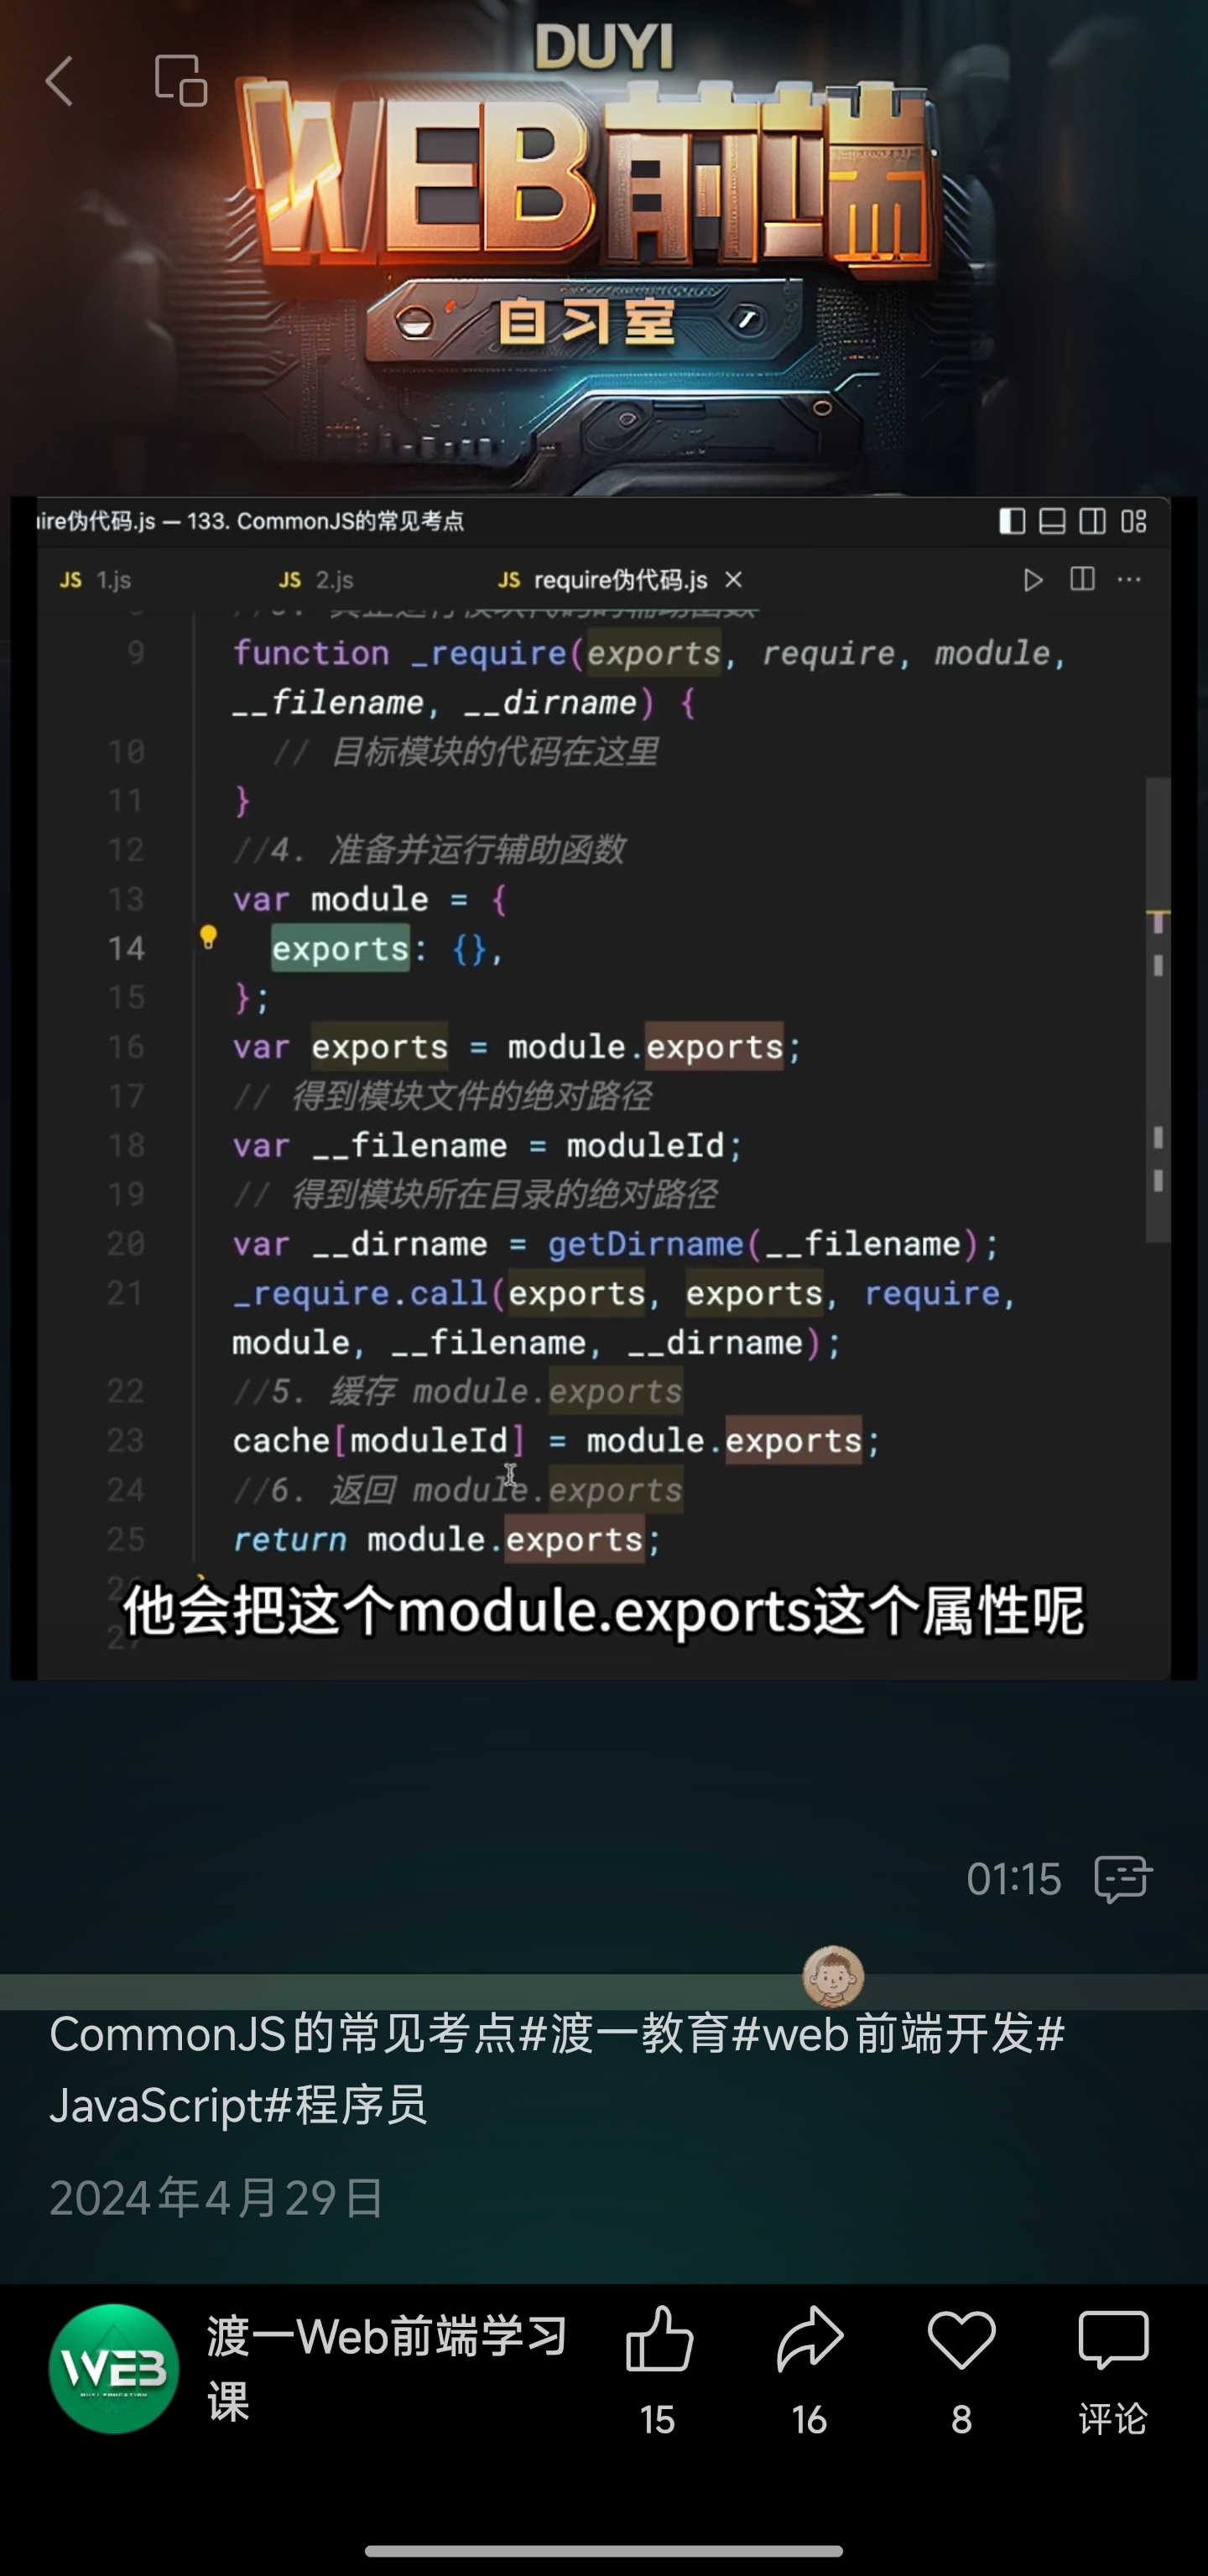 DUYI
WEB前端
自习室
ire伪代码.js — 133. CommonJS的常见考点
JS 1.js JS 2.js JS require伪代码.js
9 function _require(exports, require, module,
__filename, __dirname) {
10 // 目标模块的代码在这里
11 }
12 //4. 准备并运行辅助函数
13 var module = {
14 exports: {},
15 };
16 var exports = module.exports;
17 // 得到模块文件的绝对路径
18 var __filename = moduleId;
19 // 得到模块所在目录的绝对路径
20 var __dirname = getDirname(__filename);
21 _require.call(exports, exports, require,
module, __filename, __dirname);
22 //5. 缓存 module.exports
23 cache[moduleId] = module.exports;
24 //6. 返回 module.exports
25 return module.exports;
他会把这个module.exports这个属性呢
01:15
CommonJS的常见考点#渡一教育#web前端开发#
JavaScript#程序员
2024年4月29日
WEB
渡一Web前端学习
课
15 16 8 评论